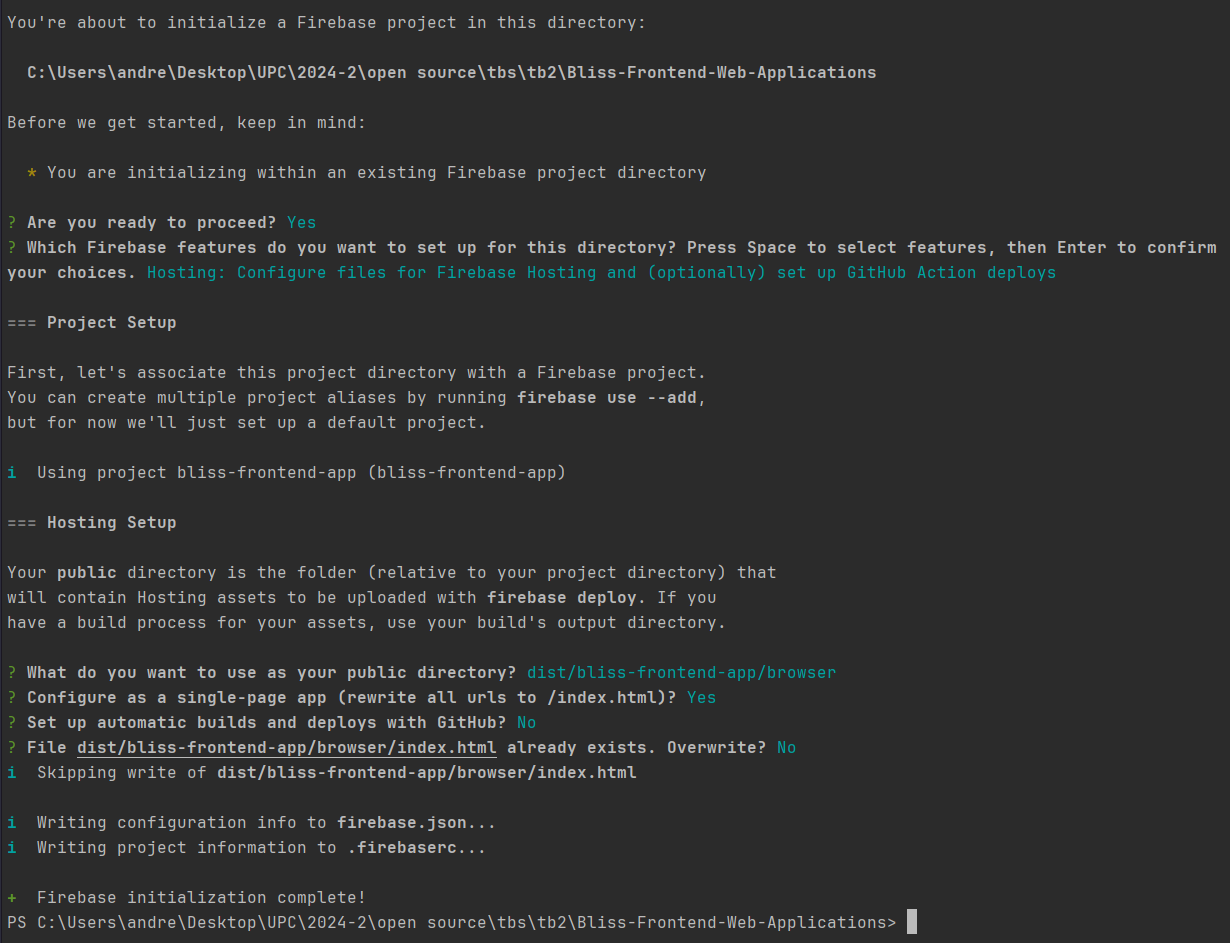 You're about to initialize a Firebase project in this directory:
C:\Users\andre\Desktop\UPC\2024-2\open source\tbs\tb2\Bliss-Frontend-Web-Applications
Before we get started, keep in mind:
* You are initializing within an existing Firebase project directory
? Are you ready to proceed? Yes
? Which Firebase features do you want to set up for this directory? Press Space to select features, then Enter to confirm
your choices. Hosting: Configure files for Firebase Hosting and (optionally) set up GitHub Action deploys
=== Project Setup
First, let's associate this project directory with a Firebase project.
You can create multiple project aliases by running firebase use --add,
but for now we'll just set up a default project.
i  Using project bliss-frontend-app (bliss-frontend-app)
=== Hosting Setup
Your public directory is the folder (relative to your project directory) that
will contain Hosting assets to be uploaded with firebase deploy. If you
have a build process for your assets, use your build's output directory.
? What do you want to use as your public directory? dist/bliss-frontend-app/browser
? Configure as a single-page app (rewrite all urls to /index.html)? Yes
? Set up automatic builds and deploys with GitHub? No
? File dist/bliss-frontend-app/browser/index.html already exists. Overwrite? No
i  Skipping write of dist/bliss-frontend-app/browser/index.html
i  Writing configuration info to firebase.json...
i  Writing project information to .firebaserc...
+  Firebase initialization complete!
PS C:\Users\andre\Desktop\UPC\2024-2\open source\tbs\tb2\Bliss-Frontend-Web-Applications>